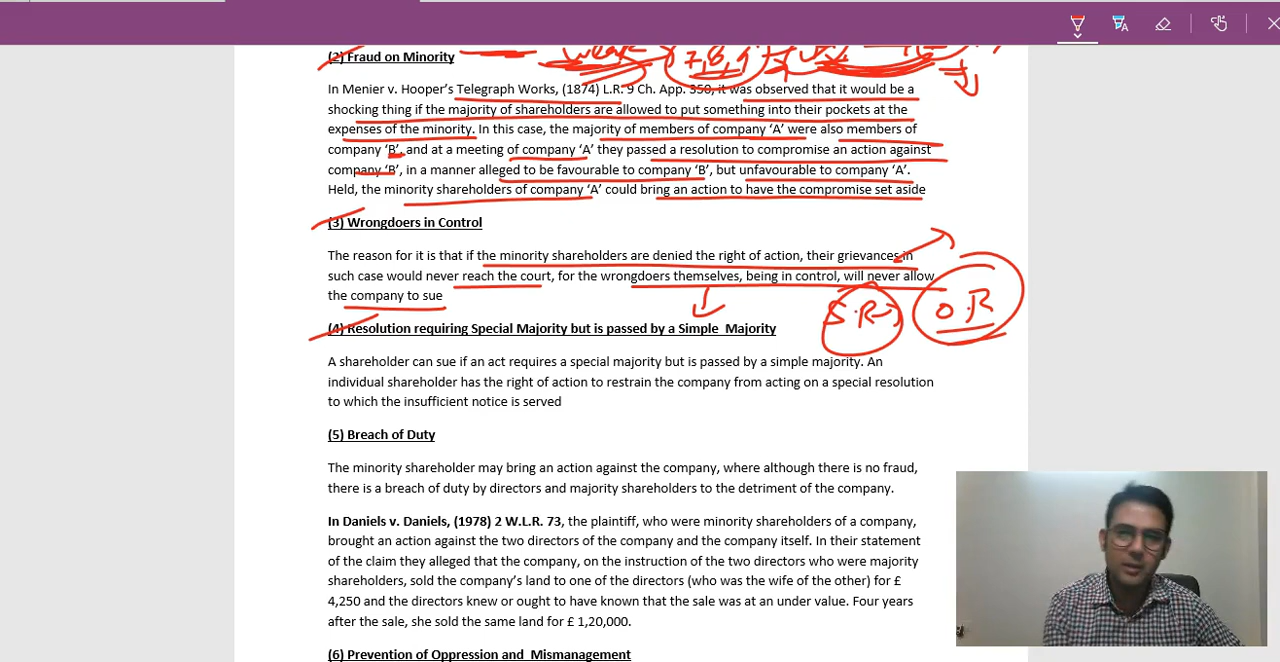 (2) Fraud on Minority
In Menier v. Hooper's Telegraph Works, (1874) L.R. 9 Ch. App. 350, it was observed that it would be a
shocking thing if the majority of shareholders are allowed to put something into their pockets at the
expenses of the minority. In this case, the majority of members of company 'A' were also members of
company 'B', and at a meeting of company 'A' they passed a resolution to compromise an action against
company 'B', in a manner alleged to be favourable to company 'B', but unfavourable to company 'A'.
Held, the minority shareholders of company 'A' could bring an action to have the compromise set aside
(3) Wrongdoers in Control
The reason for it is that if the minority shareholders are denied the right of action, their grievances in
such case would never reach the court, for the wrongdoers themselves, being in control, will never allow
the company to sue
S.R
O.R
(4) Resolution requiring Special Majority but is passed by a Simple Majority
A shareholder can sue if an act requires a special majority but is passed by a simple majority. An
individual shareholder has the right of action to restrain the company from acting on a special resolution
to which the insufficient notice is served
(5) Breach of Duty
The minority shareholder may bring an action against the company, where although there is no fraud,
there is a breach of duty by directors and majority shareholders to the detriment of the company.
In Daniels v. Daniels, (1978) 2 W.L.R. 73, the plaintiff, who were minority shareholders of a company,
brought an action against the two directors of the company and the company itself. In their statement
of the claim they alleged that the company, on the instruction of the two directors who were majority
shareholders, sold the company's land to one of the directors (who was the wife of the other) for £
4,250 and the directors knew or ought to have known that the sale was at an under value. Four years
after the sale, she sold the same land for £ 1,20,000.
(6) Prevention of Oppression and Mismanagement